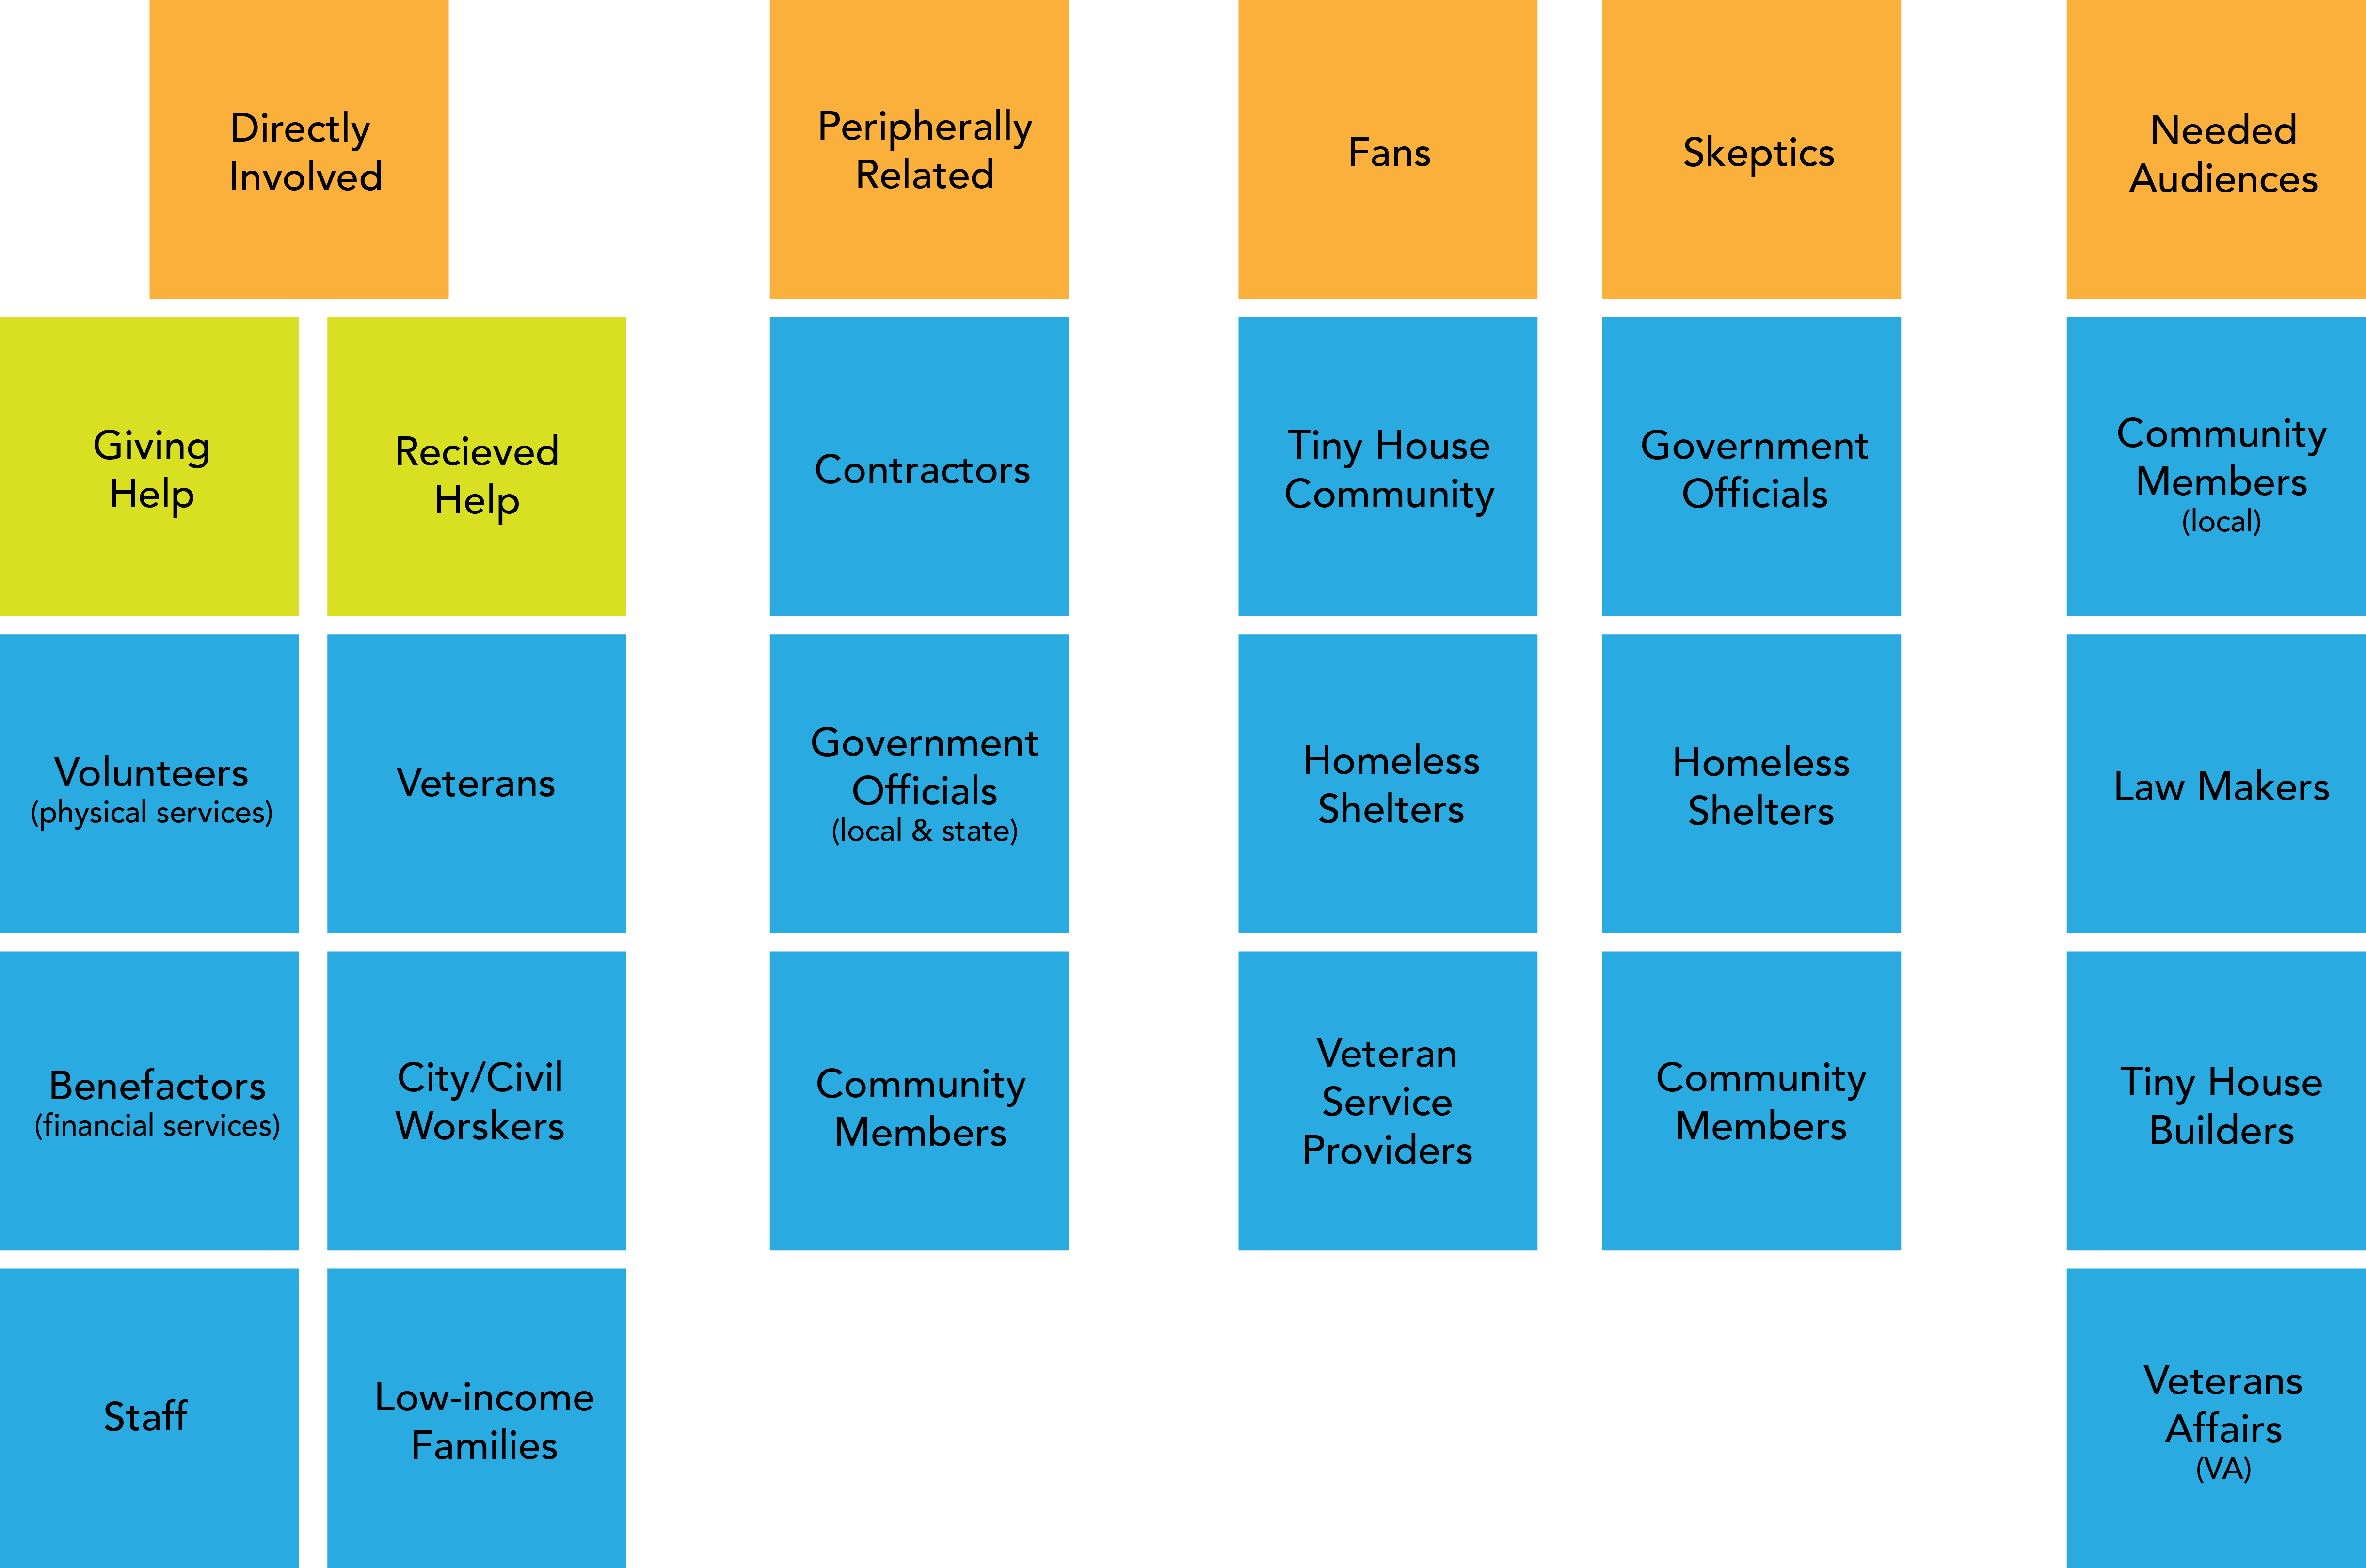 Directly
Involved
Peripherally
Related
Fans
Skeptics
Needed
Audiences
Giving
Help
Recieved
Help
Contractors
Tiny House
Community
Government
Officials
Community
Members
(local)
Volunteers
(physical services)
Veterans
Government
Officials
(local & state)
Homeless
Shelters
Homeless
Shelters
Law Makers
Benefactors
(financial services)
City/Civil
Worskers
Community
Members
Veteran
Service
Providers
Community
Members
Tiny House
Builders
Staff
Low-income
Families
Veterans
Affairs
(VA)